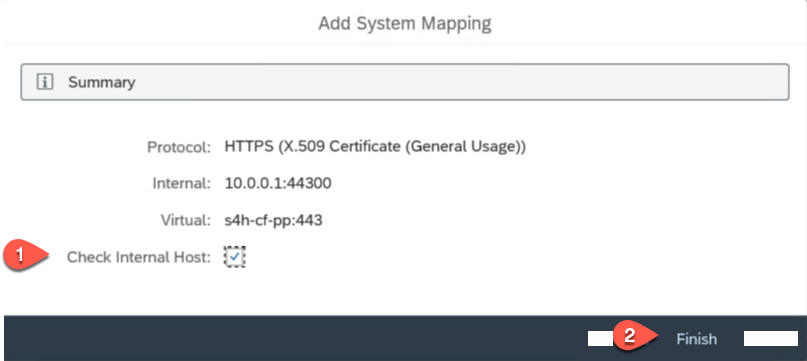 Add System Mapping
i Summary
Protocol: HTTPS (X.509 Certificate (General Usage))
Internal: 10.0.0.1:44300
Virtual: s4h-cf-pp:443
1 Check Internal Host:
2 Finish